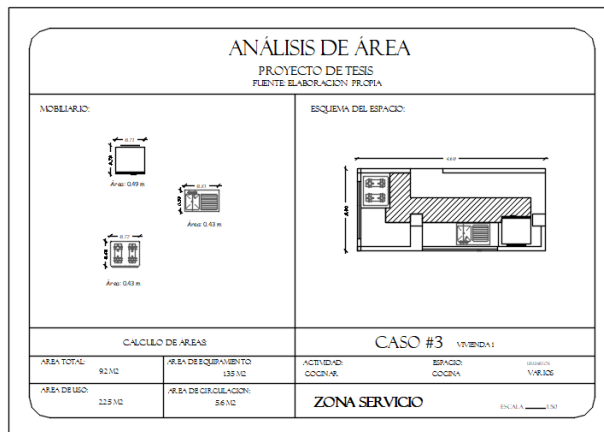 ANÁLISIS DE ÁREA
PROYECTO DE TESIS
FUENTE: ELABORACION PROPIA
MOBILIARIO:
Áreas: 0.49 m
Áreas: 0.43 m
Áreas: 0.43 m
ESQUEMA DEL ESPACIO:
CALCULO DE AREAS:
AREA TOTAL:
9.2 M2
AREA DE EQUIPAMIENTO:
1.35 M2
AREA DE USO:
2.25 M2
AREA DE CIRCULACION:
5.6 M2
CASO #3 VIVIENDA 1
ACTIVIDAD:
COCINAR
ESPACIO:
COCINA
VARIOS
ZONA SERVICIO
ESCALA 1:50